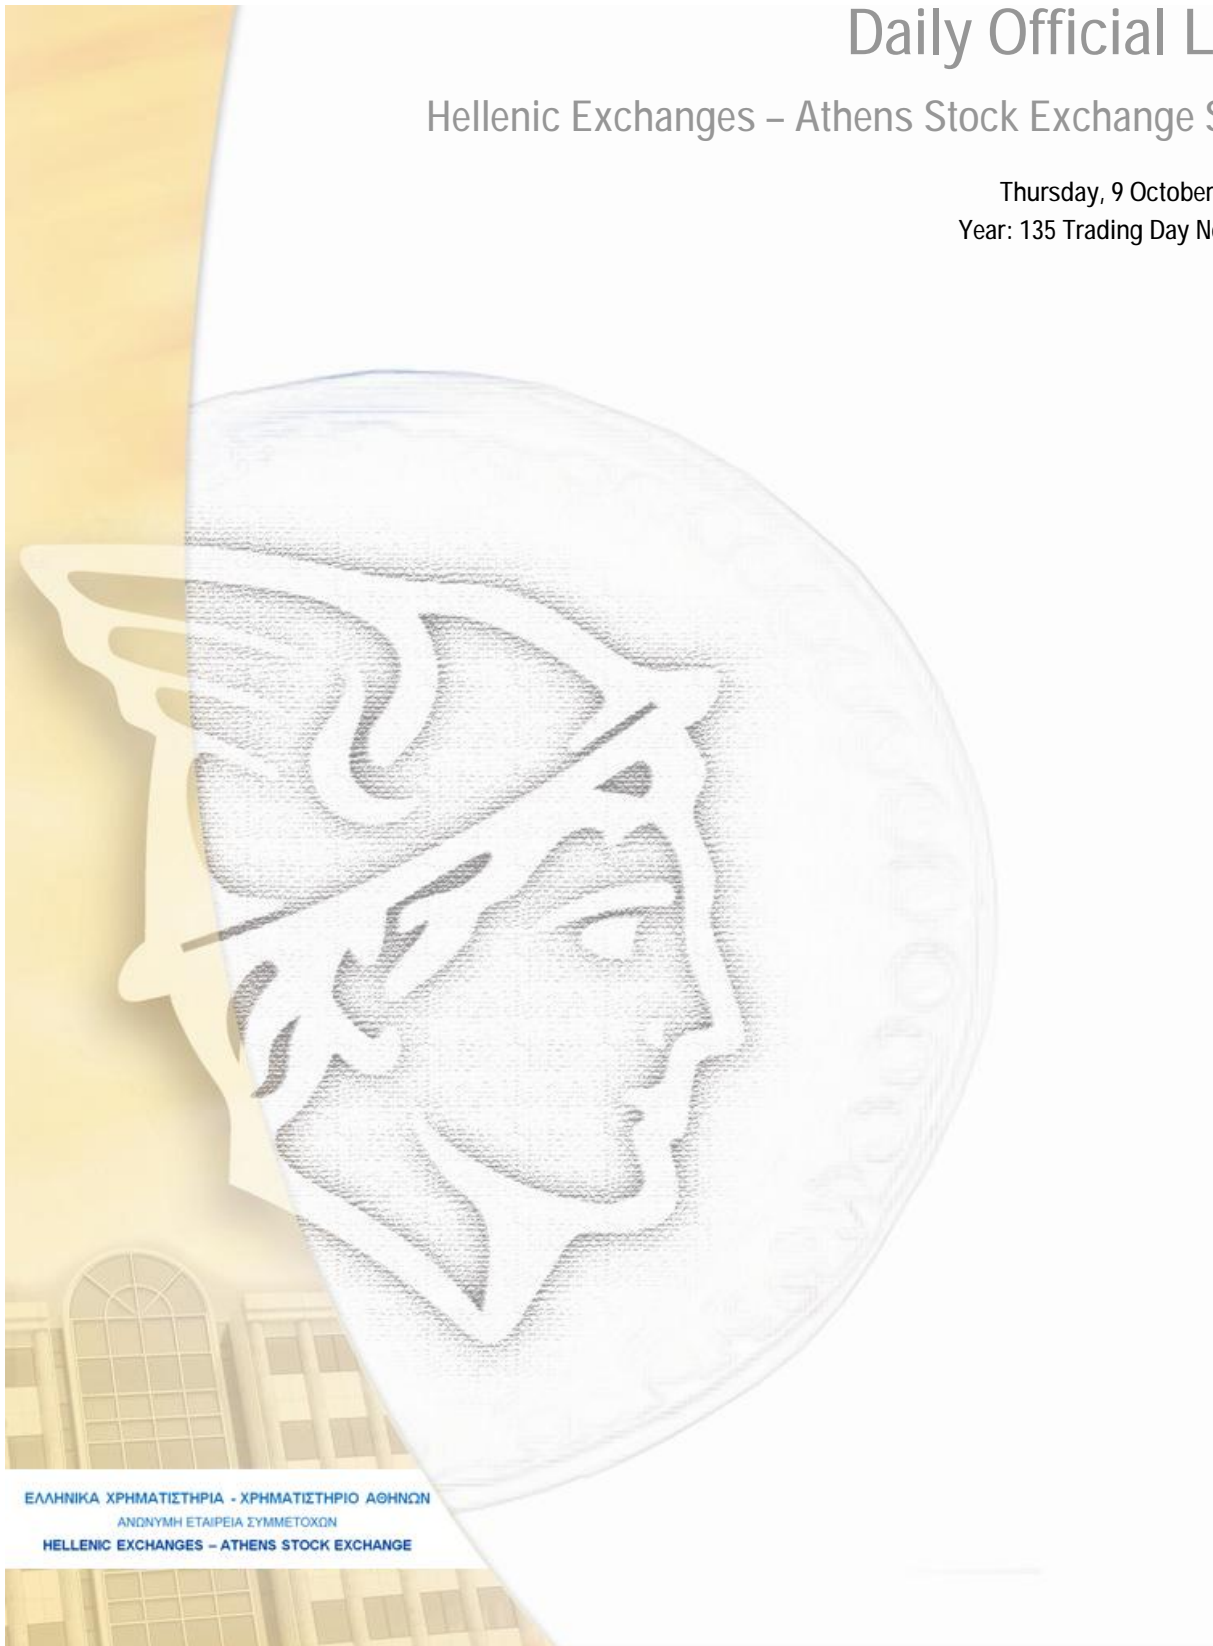 Daily Official L
Hellenic Exchanges – Athens Stock Exchange S
Thursday, 9 October
Year: 135 Trading Day N
ΕΛΛΗΝΙΚΑ ΧΡΗΜΑΤΙΣΤΗΡΙΑ - ΧΡΗΜΑΤΙΣΤΗΡΙΟ ΑΘΗΝΩΝ
ΑΝΩΝΥΜΗ ΕΤΑΙΡΕΙΑ ΣΥΜΜΕΤΟΧΩΝ
HELLENIC EXCHANGES – ATHENS STOCK EXCHANGE